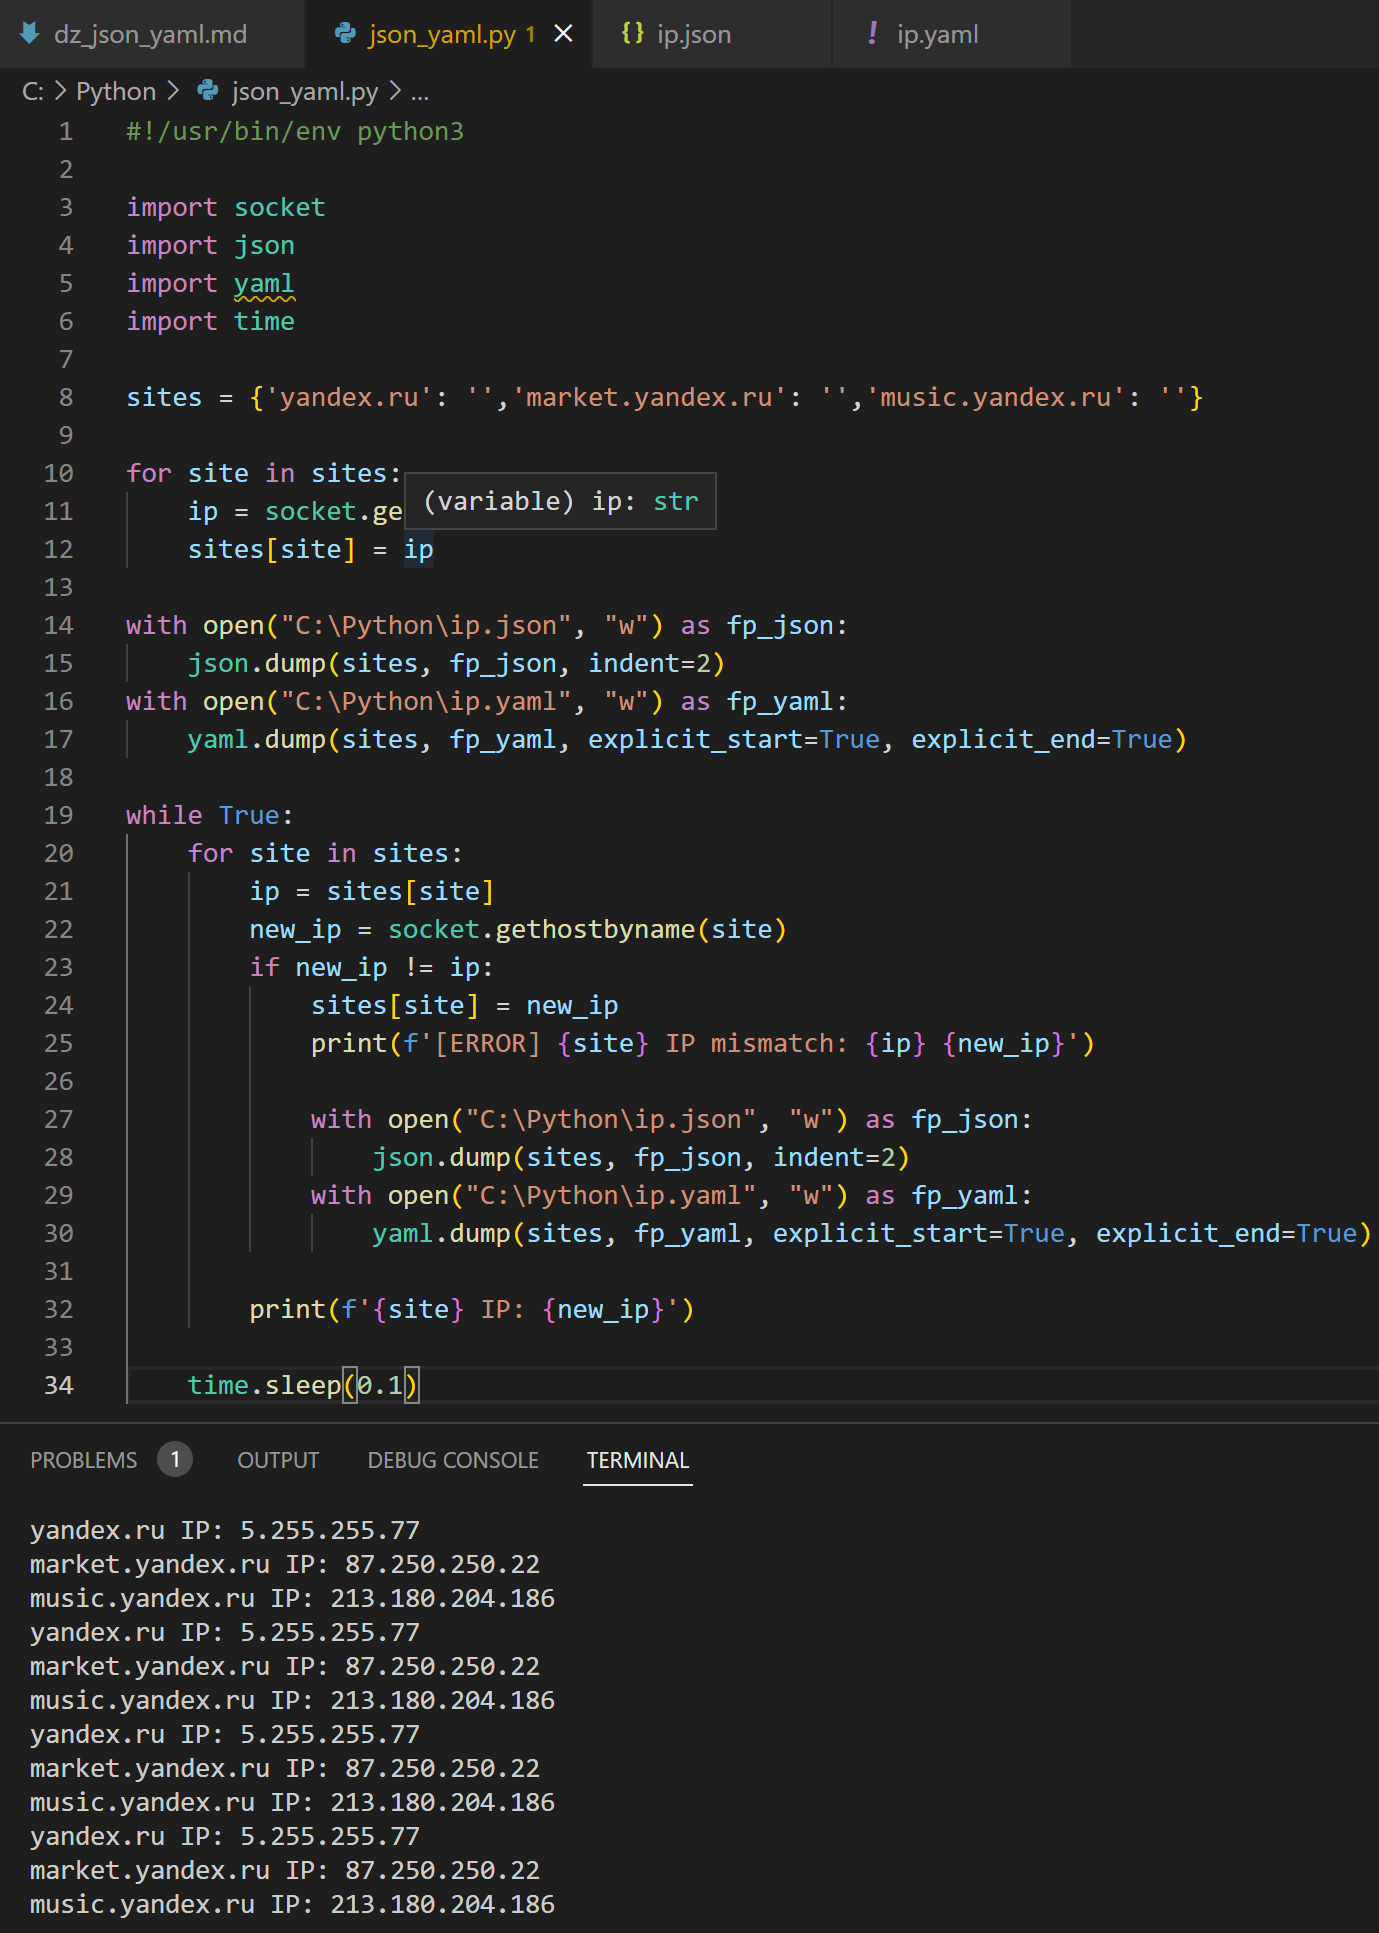 dz_json_yaml.md json_yaml.py 1 ip.json ip.yaml
C: > Python > json_yaml.py > ...
1 #!/usr/bin/env python3
2
3 import socket
4 import json
5 import yaml
6 import time
7
8 sites = {'yandex.ru': '','market.yandex.ru': '','music.yandex.ru': ''}
9
10 for site in sites:
(variable) ip: str
11     ip = socket.ge
12     sites[site] = ip
13
14 with open("C:\Python\ip.json", "w") as fp_json:
15     json.dump(sites, fp_json, indent=2)
16 with open("C:\Python\ip.yaml", "w") as fp_yaml:
17     yaml.dump(sites, fp_yaml, explicit_start=True, explicit_end=True)
18
19 while True:
20     for site in sites:
21         ip = sites[site]
22         new_ip = socket.gethostbyname(site)
23         if new_ip != ip:
24             sites[site] = new_ip
25             print(f'[ERROR] {site} IP mismatch: {ip} {new_ip}')
26
27             with open("C:\Python\ip.json", "w") as fp_json:
28                 json.dump(sites, fp_json, indent=2)
29             with open("C:\Python\ip.yaml", "w") as fp_yaml:
30                 yaml.dump(sites, fp_yaml, explicit_start=True, explicit_end=True)
31
32         print(f'{site} IP: {new_ip}')
33
34     time.sleep(0.1)
PROBLEMS 1 OUTPUT DEBUG CONSOLE TERMINAL
yandex.ru IP: 5.255.255.77
market.yandex.ru IP: 87.250.250.22
music.yandex.ru IP: 213.180.204.186
yandex.ru IP: 5.255.255.77
market.yandex.ru IP: 87.250.250.22
music.yandex.ru IP: 213.180.204.186
yandex.ru IP: 5.255.255.77
market.yandex.ru IP: 87.250.250.22
music.yandex.ru IP: 213.180.204.186
yandex.ru IP: 5.255.255.77
market.yandex.ru IP: 87.250.250.22
music.yandex.ru IP: 213.180.204.186